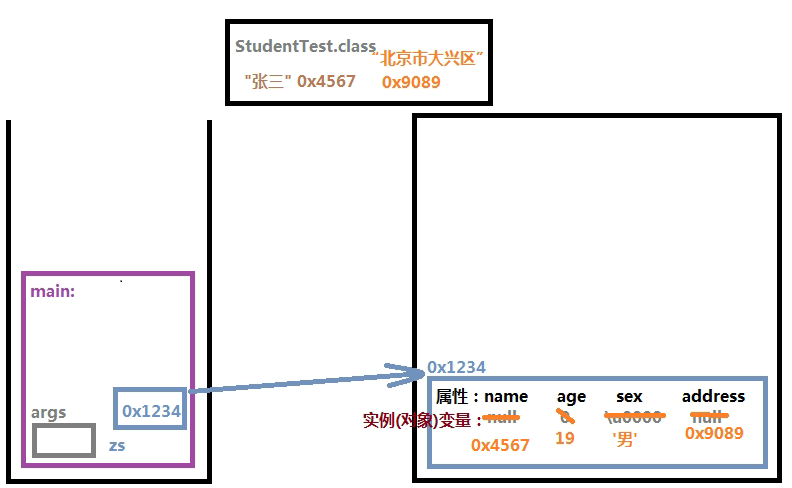 StudentTest.class
“北京市大兴区”
"张三" 0x4567
0x9089
main:
args
0x1234
zs
0x1234
属性：name age sex address
实例(对象)变量：null 0 \u0000 null
0x4567 19 '男' 0x9089